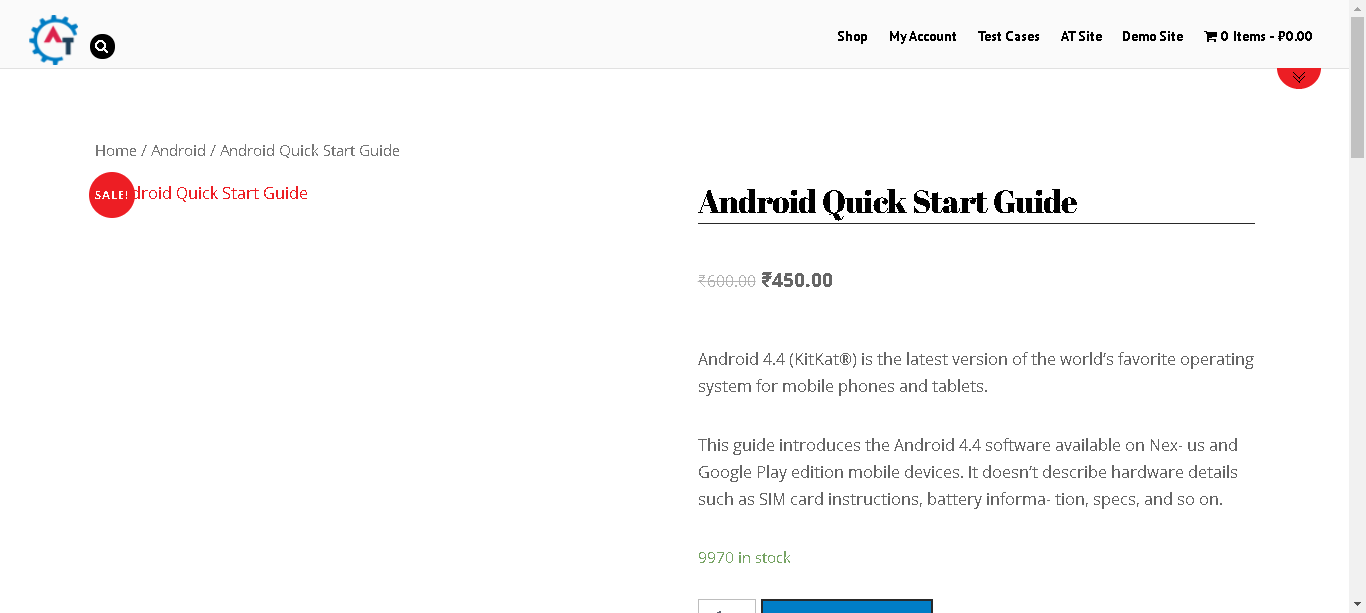 AT
Shop My Account Test Cases AT Site Demo Site 0 Items - ₹0.00
Home / Android / Android Quick Start Guide
SALE!
droid Quick Start Guide
Android Quick Start Guide
₹600.00 ₹450.00
Android 4.4 (KitKat®) is the latest version of the world’s favorite operating
system for mobile phones and tablets.
This guide introduces the Android 4.4 software available on Nex- us and
Google Play edition mobile devices. It doesn’t describe hardware details
such as SIM card instructions, battery informa- tion, specs, and so on.
9970 in stock